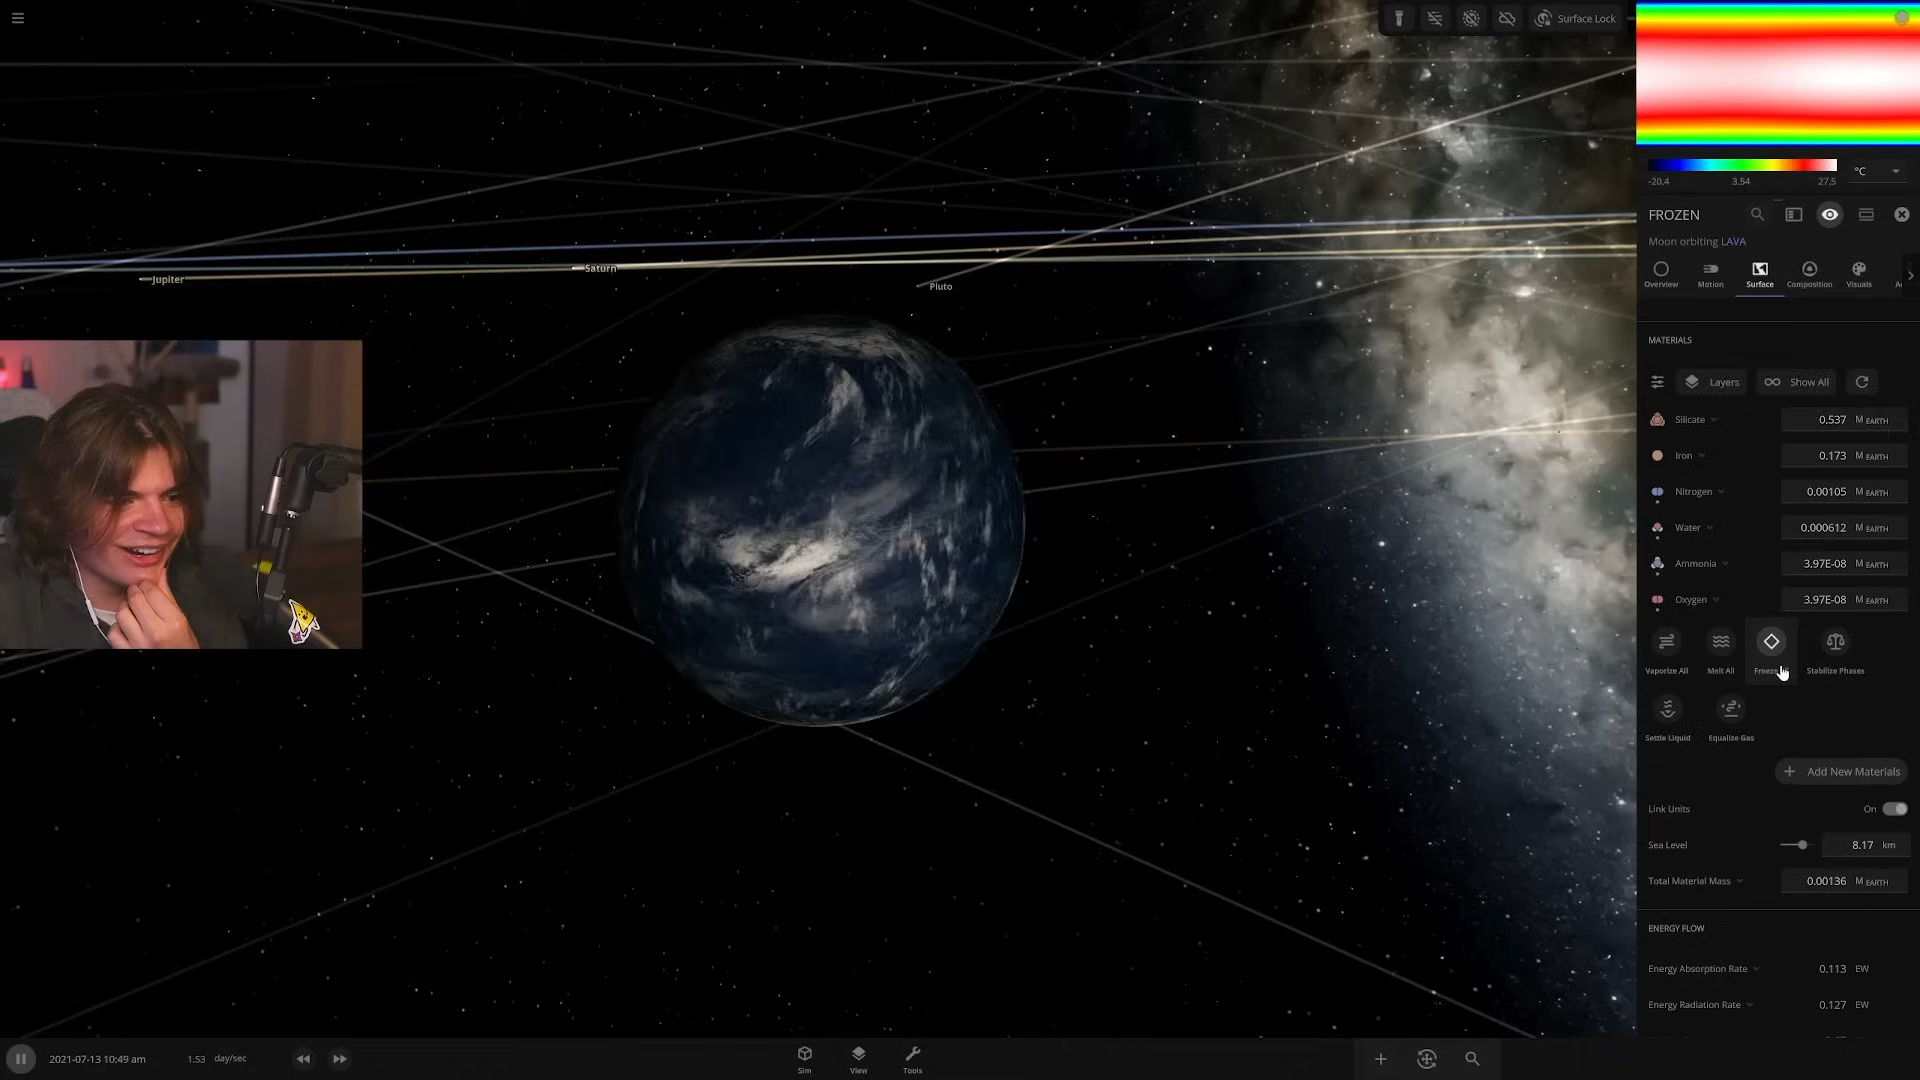 Surface Lock
-20.4 3.54 27.5 °C
FROZEN
Moon orbiting LAVA
Overview Motion Surface Composition Visuals
Jupiter
Saturn
Pluto
MATERIALS
Layers Show All
Silicate 0.537 M EARTH
Iron 0.173 M EARTH
Nitrogen 0.00105 M EARTH
Water 0.000612 M EARTH
Ammonia 3.97E-08 M EARTH
Oxygen 3.97E-08 M EARTH
Vaporize All Melt All Freeze Stabilize Phases
Settle Liquid Equalize Gas
Add New Materials
Link Units On
Sea Level 8.17 km
Total Material Mass 0.00136 M EARTH
ENERGY FLOW
Energy Absorption Rate 0.113 EW
Energy Radiation Rate 0.127 EW
2021-07-13 10:49 am 1.53 day/sec
Sim View Tools